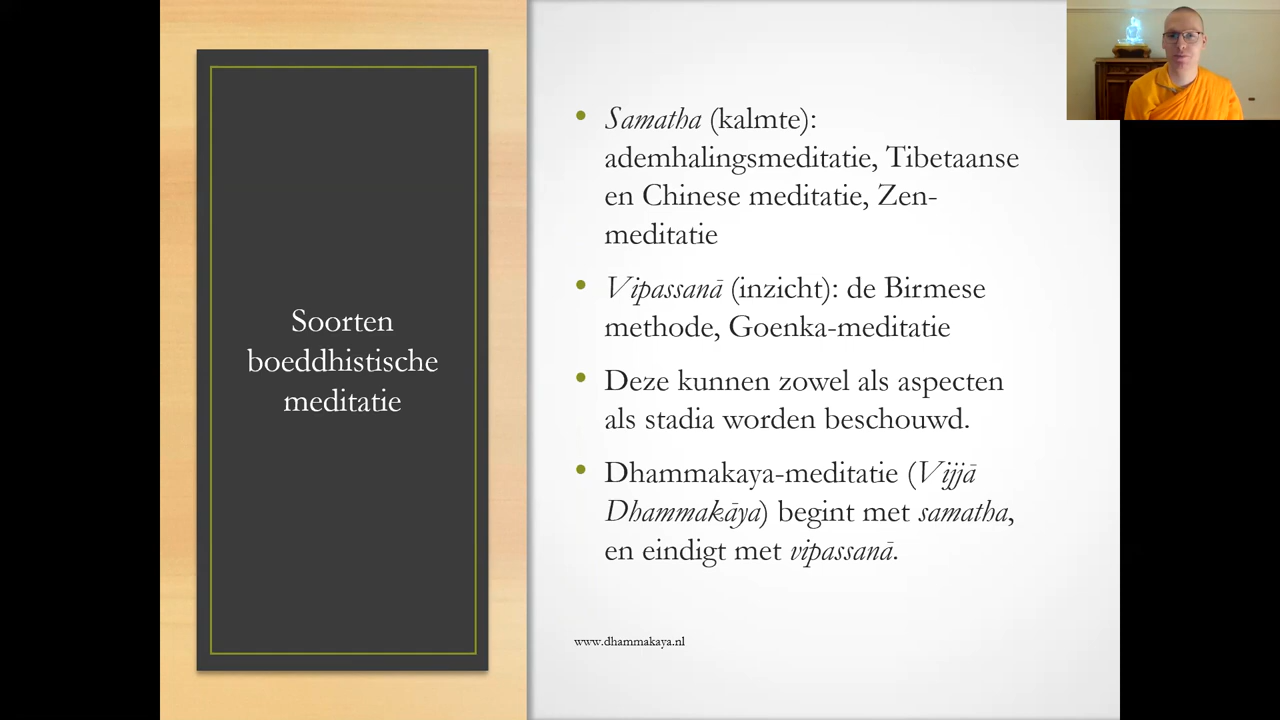 Soorten
boeddhistische
meditatie
• Samatha (kalmte):
ademhalingsmeditatie, Tibetaanse
en Chinese meditatie, Zen-
meditatie
• Vipassanā (inzicht): de Birmese
methode, Goenka-meditatie
• Deze kunnen zowel als aspecten
als stadia worden beschouwd.
• Dhammakaya-meditatie (Vijjā
Dhammakāya) begint met samatha,
en eindigt met vipassanā.
www.dhammakaya.nl